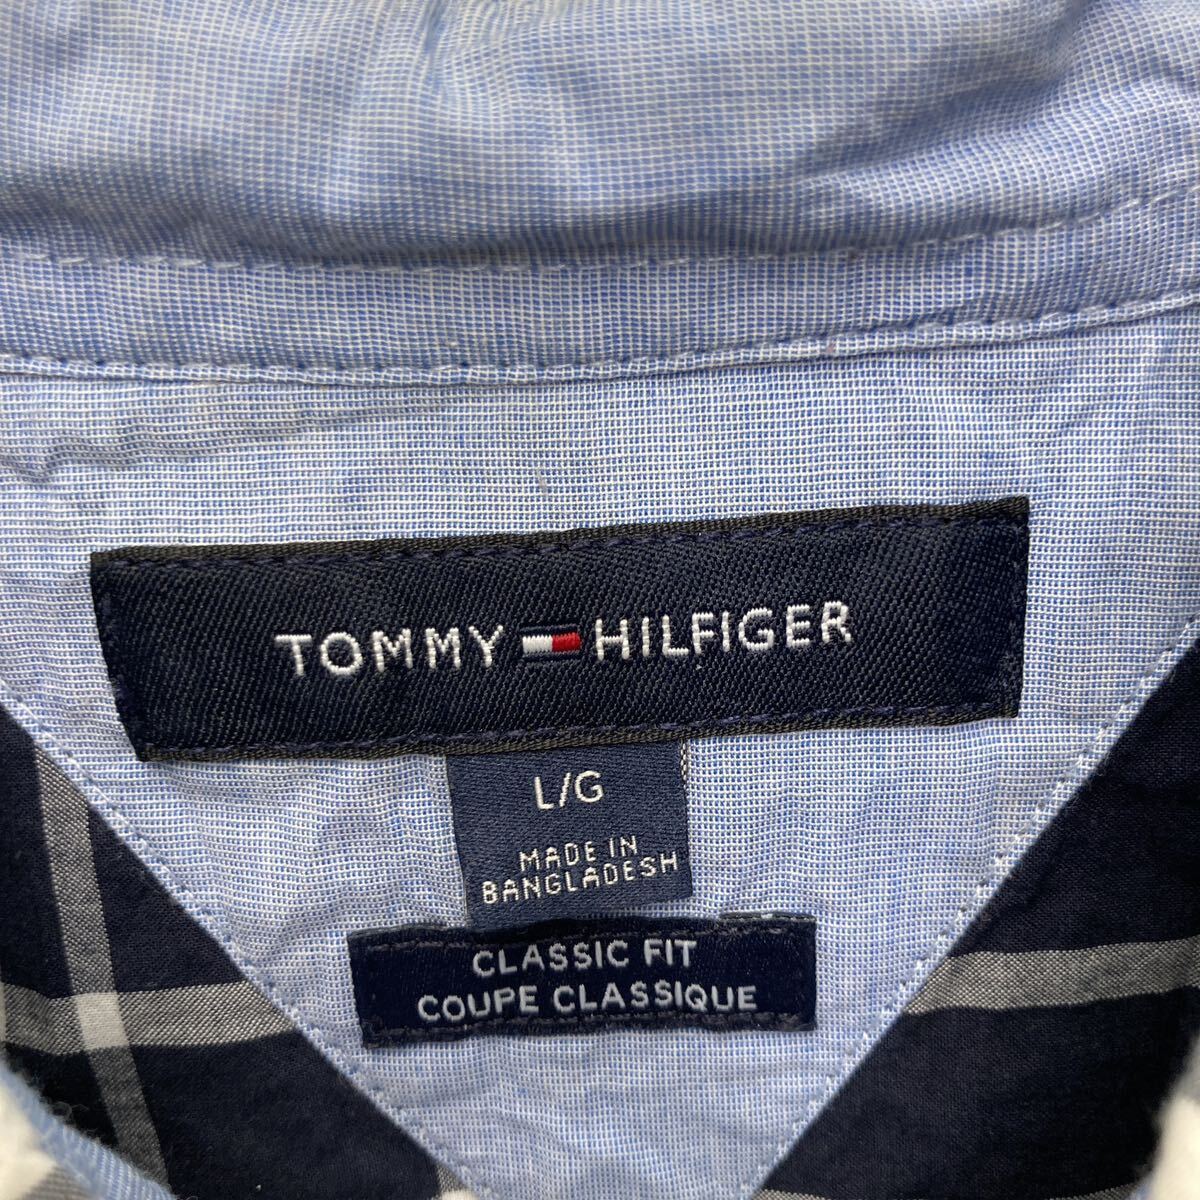 TOMMY HILFIGER
L/G
MADE IN
BANGLADESH
CLASSIC FIT
COUPE CLASSIQUE